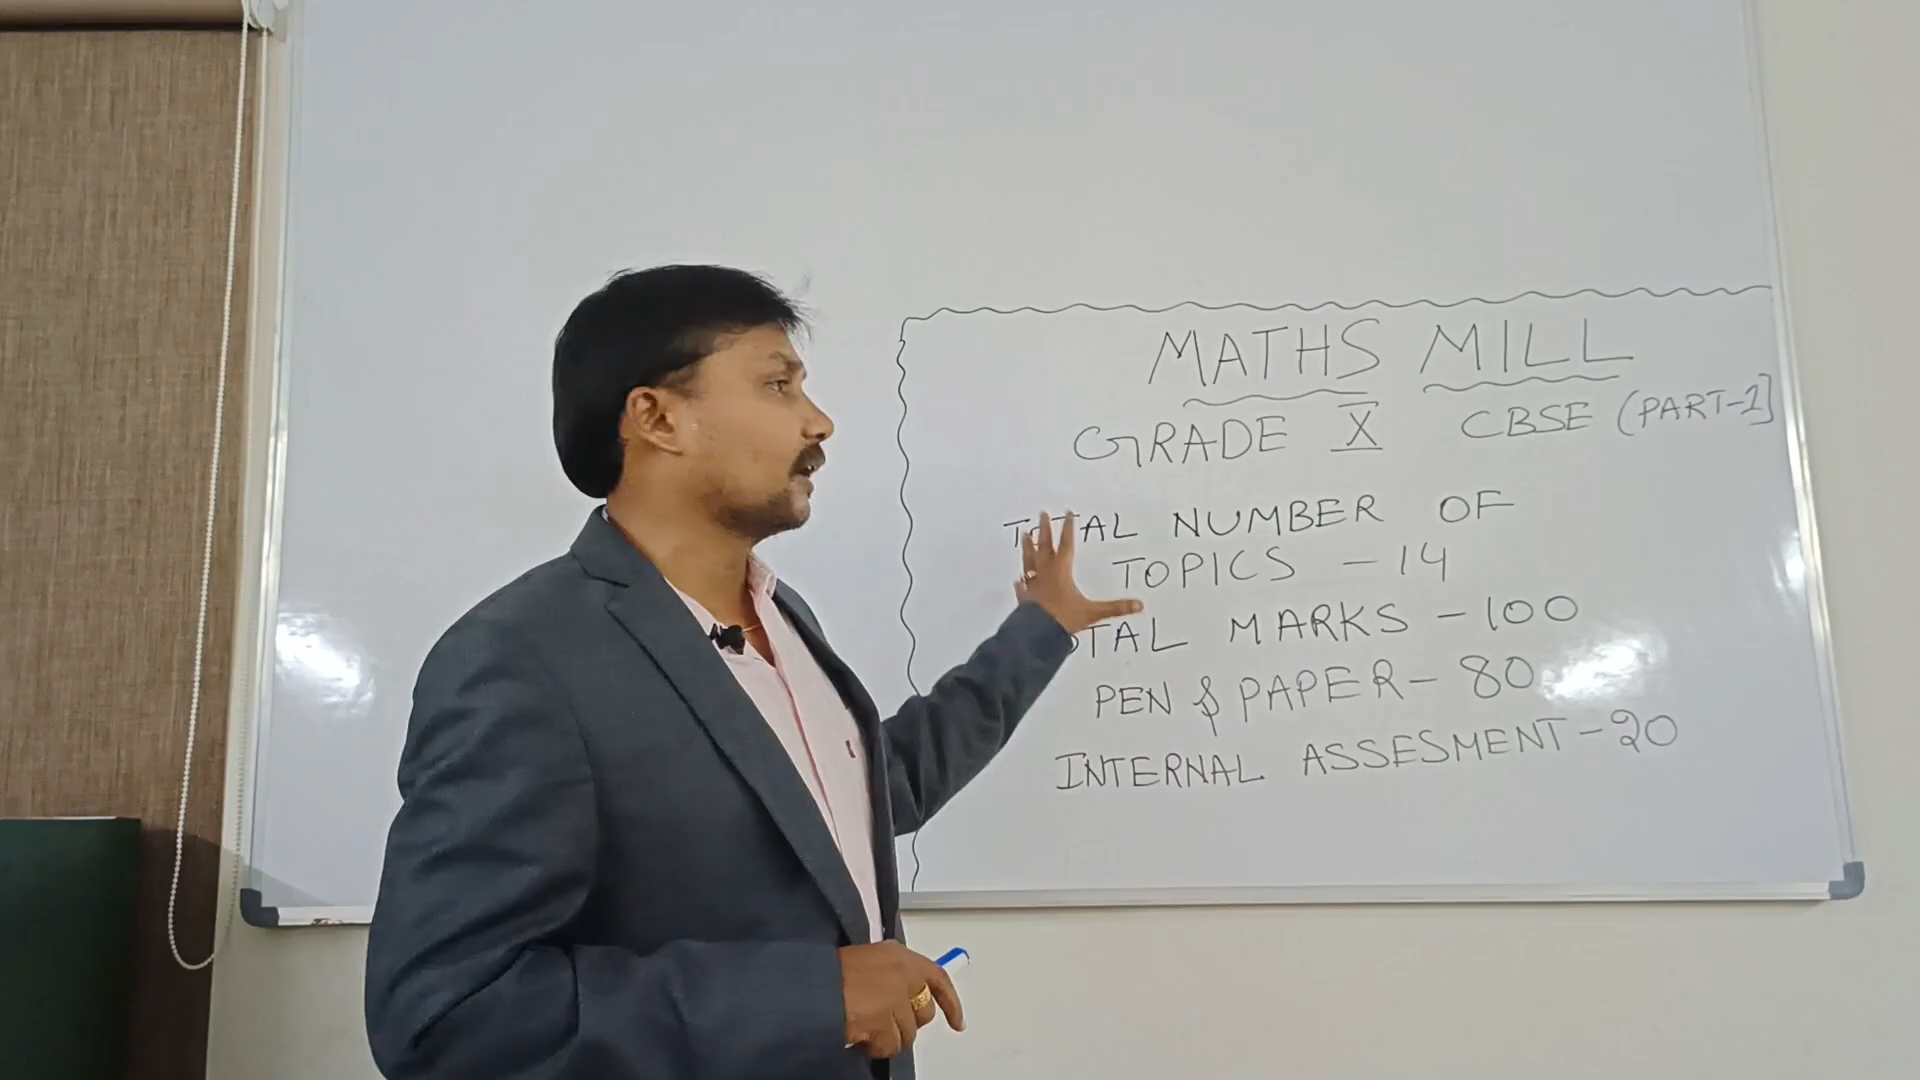 MATHS MILL
GRADE X CBSE (PART-1]
TOTAL NUMBER OF
TOPICS - 14
TOTAL MARKS - 100
PEN & PAPER - 80
INTERNAL ASSESMENT - 20